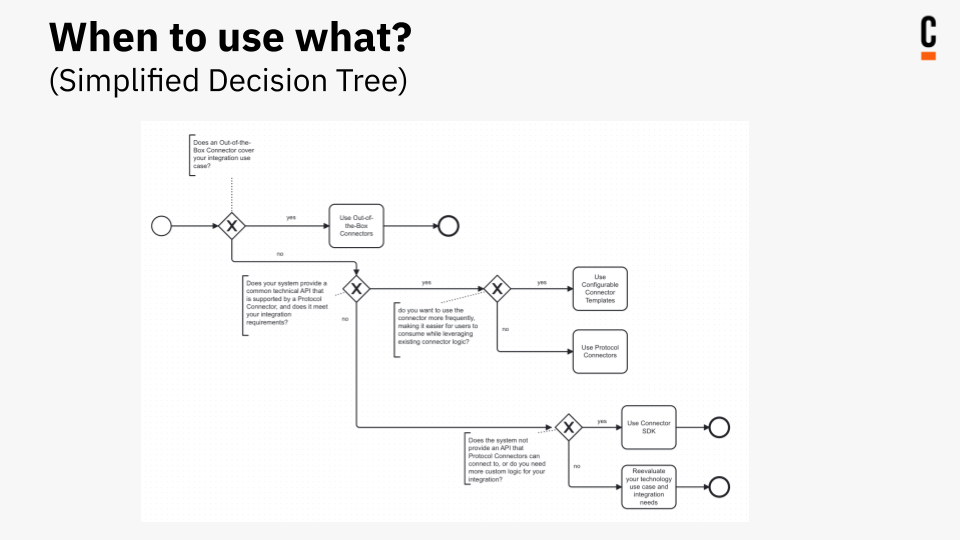 When to use what?
(Simplified Decision Tree)
C
Does an Out-of-the-
Box Connector cover
your integration use
case?
yes
Use Out-of-
the-Box
Connectors
no
Does your system provide a
common technical API that
is supported by a Protocol
Connector, and does it meet
your integration
requirements?
yes
yes
Use
Configurable
Connector
Templates
do you want to use the
connector more frequently,
making it easier for users to
consume while leveraging
existing connector logic?
no
no
Use Protocol
Connectors
Does the system not
provide an API that
Protocol Connectors can
connect to, or do you need
more custom logic for your
integration?
yes
Use Connector
SDK
no
Reevaluate
your technology
use case and
integration
needs